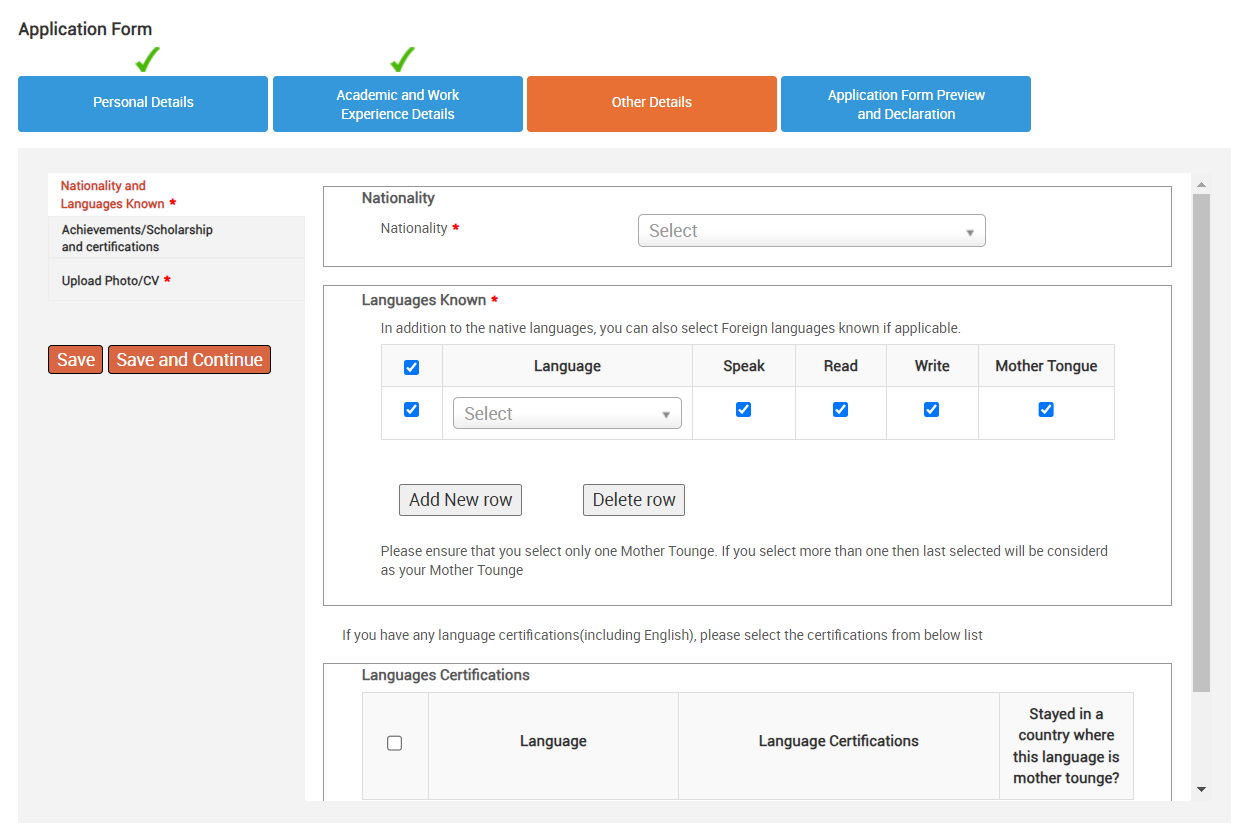 Application Form
Personal Details
Academic and Work
Experience Details
Other Details
Application Form Preview
and Declaration
Nationality and
Languages Known *
Achievements/Scholarship
and certifications
Upload Photo/CV *
Save
Save and Continue
Nationality
Nationality *
Select
Languages Known *
In addition to the native languages, you can also select Foreign languages known if applicable.
Language
Speak
Read
Write
Mother Tongue
Select
Add New row
Delete row
Please ensure that you select only one Mother Tounge. If you select more than one then last selected will be considerd
as your Mother Tounge
If you have any language certifications(including English), please select the certifications from below list
Languages Certifications
Language
Language Certifications
Stayed in a
country where
this language is
mother tounge?